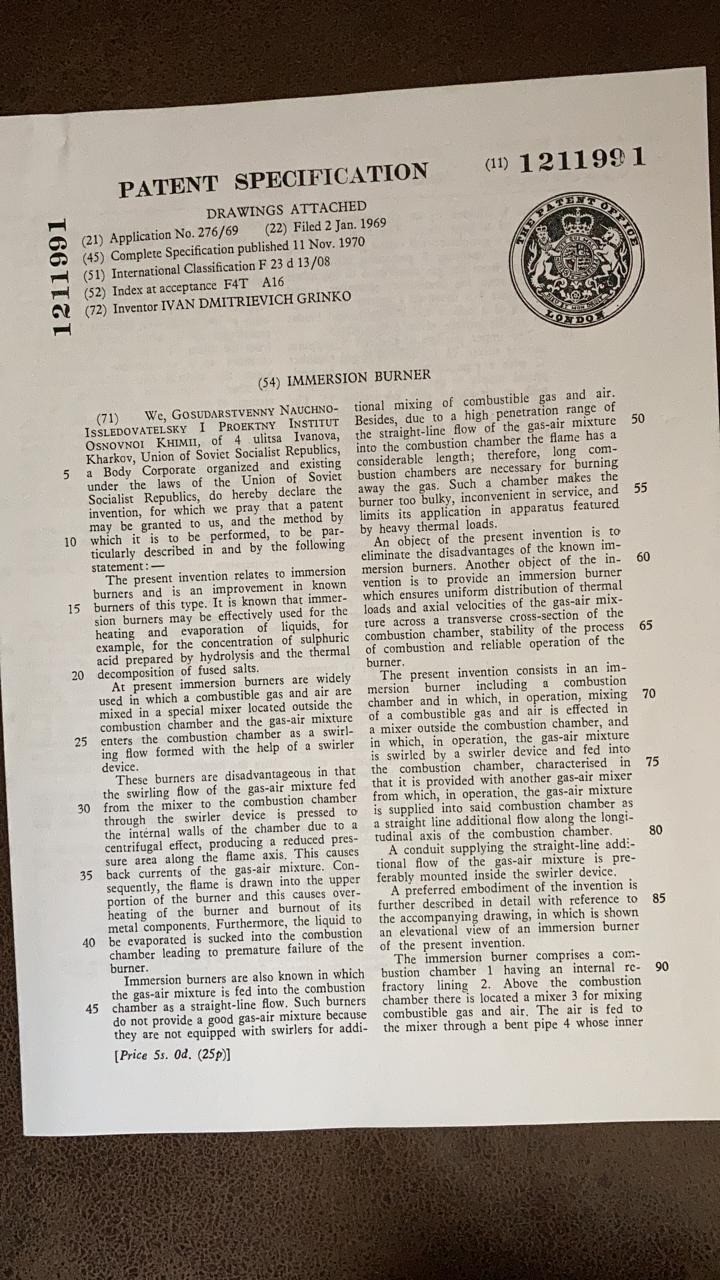 PATENT SPECIFICATION
(11) 1211991
1211991
DRAWINGS ATTACHED
(21) Application No. 276/69 (22) Filed 2 Jan. 1969
(45) Complete Specification published 11 Nov. 1970
(51) International Classification F 23 d 13/08
(52) Index at acceptance F4T A16
(72) Inventor IVAN DMITRIEVICH GRINKO
THE PATENT OFFICE
LONDON
(54) IMMERSION BURNER
(71) We, GOSUDARSTVENNY NAUCHNO-
ISSLEDOVATELSKY I PROEKTNY INSTITUT
OSNOVNOI KHIMII, of 4 ulitsa Ivanova,
Kharkov, Union of Soviet Socialist Republics,
5 a Body Corporate organized and existing
under the laws of the Union of Soviet
Socialist Republics, do hereby declare the
invention, for which we pray that a patent
may be granted to us, and the method by
10 which it is to be performed, to be par-
ticularly described in and by the following
statement:—
The present invention relates to immersion
burners and is an improvement in known
15 burners of this type. It is known that immer-
sion burners may be effectively used for the
heating and evaporation of liquids, for
example, for the concentration of sulphuric
acid prepared by hydrolysis and the thermal
20 decomposition of fused salts.
At present immersion burners are widely
used in which a combustible gas and air are
mixed in a special mixer located outside the
combustion chamber and the gas-air mixture
25 enters the combustion chamber as a swirl-
ing flow formed with the help of a swirler
device.
These burners are disadvantageous in that
the swirling flow of the gas-air mixture fed
30 from the mixer to the combustion chamber
through the swirler device is pressed to
the internal walls of the chamber due to a
centrifugal effect, producing a reduced pres-
sure area along the flame axis. This causes
35 back currents of the gas-air mixture. Con-
sequently, the flame is drawn into the upper
portion of the burner and this causes over-
heating of the burner and burnout of its
metal components. Furthermore, the liquid to
40 be evaporated is sucked into the combustion
chamber leading to premature failure of the
burner.
Immersion burners are also known in which
the gas-air mixture is fed into the combustion
45 chamber as a straight-line flow. Such burners
do not provide a good gas-air mixture because
they are not equipped with swirlers for addi-
[Price 5s. 0d. (25p)]
tional mixing of combustible gas and air.
Besides, due to a high penetration range of
the straight-line flow of the gas-air mixture 50
into the combustion chamber the flame has a
considerable length; therefore, long com-
bustion chambers are necessary for burning
away the gas. Such a chamber makes the
burner too bulky, inconvenient in service, and 55
limits its application in apparatus featured
by heavy thermal loads.
An object of the present invention is to
eliminate the disadvantages of the known im-
mersion burners. Another object of the in- 60
vention is to provide an immersion burner
which ensures uniform distribution of thermal
loads and axial velocities of the gas-air mix-
ture across a transverse cross-section of the
combustion chamber, stability of the process 65
of combustion and reliable operation of the
burner.
The present invention consists in an im-
mersion burner including a combustion
chamber and in which, in operation, mixing 70
of a combustible gas and air is effected in
a mixer outside the combustion chamber, and
in which, in operation, the gas-air mixture
is swirled by a swirler device and fed into
the combustion chamber, characterised in 75
that it is provided with another gas-air mixer
from which, in operation, the gas-air mixture
is supplied into said combustion chamber as
a straight line additional flow along the longi-
tudinal axis of the combustion chamber. 80
A conduit supplying the straight-line addi-
tional flow of the gas-air mixture is pre-
ferably mounted inside the swirler device.
A preferred embodiment of the invention is
further described in detail with reference to 85
the accompanying drawing, in which is shown
an elevational view of an immersion burner
of the present invention.
The immersion burner comprises a com-
bustion chamber 1 having an internal re- 90
fractory lining 2. Above the combustion
chamber there is located a mixer 3 for mixing
combustible gas and air. The air is fed to
the mixer through a bent pipe 4 whose inner